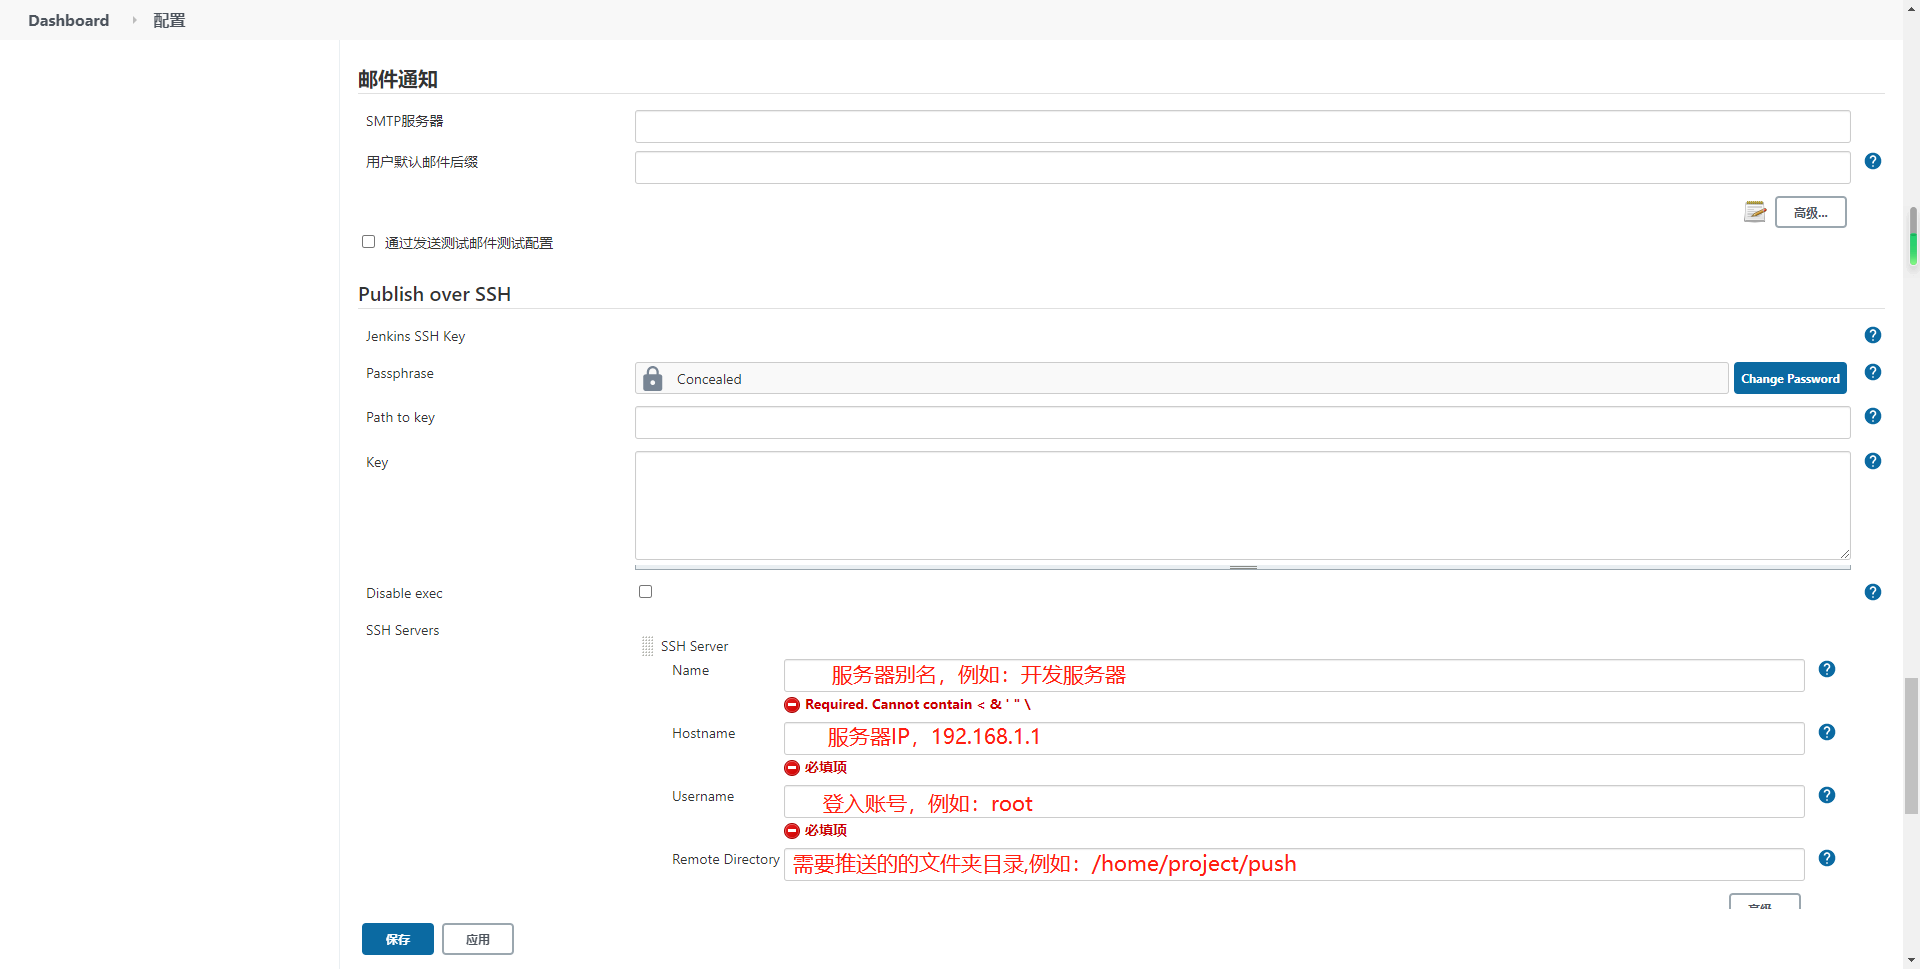 Dashboard 配置
邮件通知
SMTP服务器
用户默认邮件后缀
高级...
通过发送测试邮件测试配置
Publish over SSH
Jenkins SSH Key
Passphrase
Concealed
Change Password
Path to key
Key
Disable exec
SSH Servers
SSH Server
Name
服务器别名，例如：开发服务器
Required. Cannot contain < & ' " \
Hostname
服务器IP，192.168.1.1
必填项
Username
登入账号，例如：root
必填项
Remote Directory
需要推送的的文件夹目录,例如：/home/project/push
保存
应用